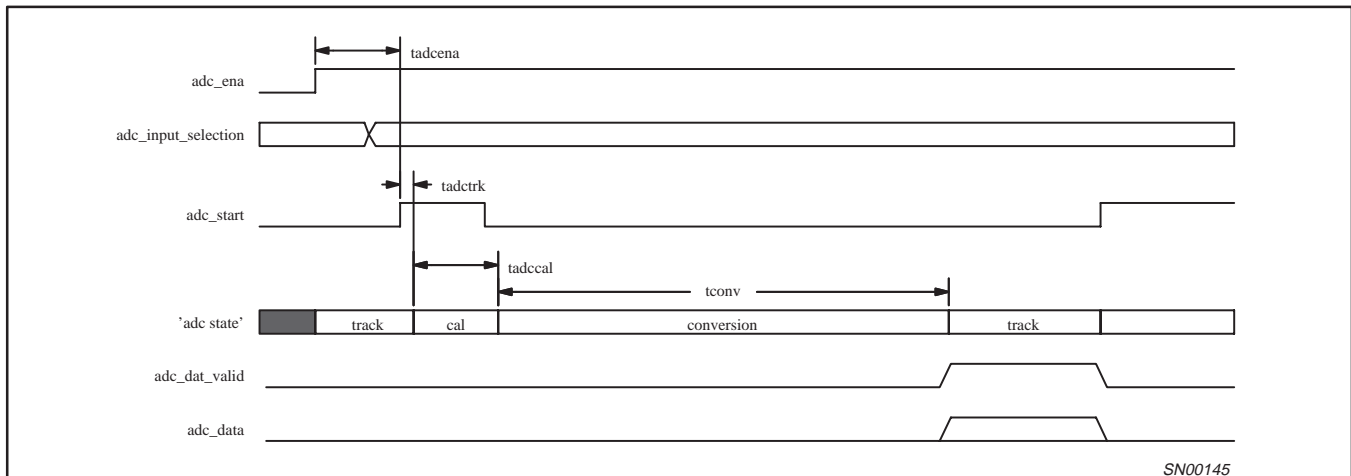 tadcena
adc_ena
adc_input_selection
tadctrk
adc_start
tadccal
tconv
'adc state'
track
cal
conversion
track
adc_dat_valid
adc_data
SN00145